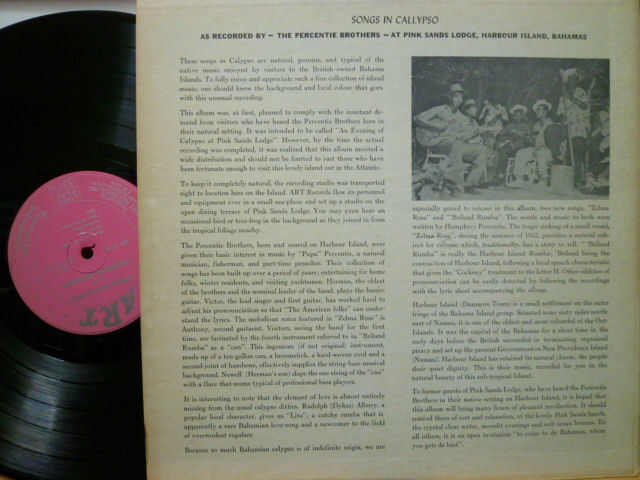 SONGS IN CALLYPSO
AS RECORDED BY — THE PERCENTIE BROTHERS — AT PINK SANDS LODGE, HARBOUR ISLAND, BAHAMAS
These songs in Calypso are natural, genuine, and typical of the
native music enjoyed by visitors to the British-owned Bahama
Islands. To fully enjoy and appreciate such a fine collection of island
music, one should know the background and local colour that goes
with this unusual recording.
This album was, at first, planned to comply with the insistant de-
mand from visitors who have heard the Percentie Brothers here in
their natural setting. It was intended to be called "An Evening of
Calypso at Pink Sands Lodge". However, by the time the actual
recording was completed, it was realized that this album merited a
wide distribution and should not be limited to just those who have
been fortunate enough to visit this lovely island out in the Atlantic.
To keep it completely natural, the recording studio was transported
right to location here on the Island. ART Records flew its personnel
and equipment over in a small sea-plane and set up a studio on the
open dining terrace of Pink Sands Lodge. You may even hear an
occasional bird or tree-frog in the background as they joined in from
the tropical foliage nearby.
The Percentie Brothers, born and reared on Harbour Island, were
given their basic interest in music by "Papa" Percentie, a natural
musician, fisherman, and part-time preacher. Their collection of
songs has been built up over a period of years; entertaining for home
folks, winter residents, and visiting yachtsmen. Herman, the eldest
of the brothers and the nominal leader of the band, plays the banjo-
guitar. Victor, the lead singer and first guitar, has worked hard to
adjust his pronounciation so that "The American folks" can under-
stand the lyrics. The melodious voice featured in "Zelma Rose" is
Anthony, second guitarist. Visitors, seeing the band for the first
time, are facinated by the fourth instrument referred to in "Briland
Rumba" as a "can". This ingenious (if not original) instrument,
made up of a ten-gallon can, a broomstick, a hard-woven cord and a
second-joint of hambone, effectively supplies the string-bass musical
background. Newell (Herman's son) slaps the one string of the "can"
with a flare that seems typical of professional bass players.
It is interesting to note that the element of love is almost entirely
missing from the usual calypso ditties. Rudolph (Dykes) Albury, a
popular local character, gives us "Lita", a catchy rumba that is
apparently a rare Bahamian love-song and a newcomer to the field
of overworked regulars.
Because so much Bahamian calypso is of indefinite origin, we are
especially proud to release in this album, two new songs, "Zelma
Rose" and "Briland Rumba". The words and music to both were
written by Humphrey Percentie. The tragic sinking of a small vessel,
"Zelma Rose", during the summer of 1952, provides a natural sub-
ject for calypso which, traditionally, has a story to tell. "Briland
Rumba" is really the Harbour Island Rumba; 'Briland being the
contraction of Harbour Island, following a local speech characteristic
that gives the "Cockney" treatment to the letter H. Other oddities of
pronounciation can be easily detected by following the recordings
with the lyric sheet accompanying the album.
Harbour Island (Dunmore Town) is a small settlement on the outer
fringe of the Bahama Island group. Situated some sixty miles north-
east of Nassau, it is one of the oldest and most colourful of the Out-
Islands. It was the capital of the Bahamas for a short time in the
early days before the British succeeded in terminating organized
piracy and set up the present Government on New Providence Island
(Nassau). Harbour Island has retained its natural charm; the people
their quiet dignity. This is their music, recorded for you in the
natural beauty of this sub-tropical Island.
To former guests of Pink Sands Lodge, who have heard the Percentie
Brothers in their native setting on Harbour Island, it is hoped that
this album will bring many hours of pleasant recollection. It should
remind them of rest and relaxation, of the lovely Pink Sands beach,
the crystal clear water, moonlit evenings and soft ocean breezes. To
all others, it is an open invitation "to come to de Bahamas, where
you gets de best".
ART